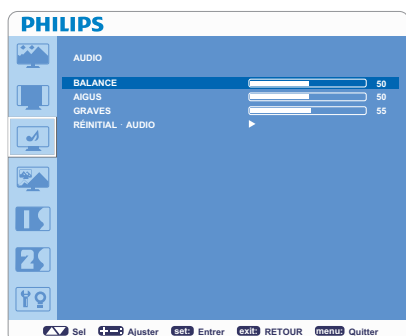 PHILIPS
AUDIO
BALANCE 50
AIGUS 50
GRAVES 55
RÉINITIAL · AUDIO
Sel Ajuster set: Entrer exit: RETOUR menu: Quitter